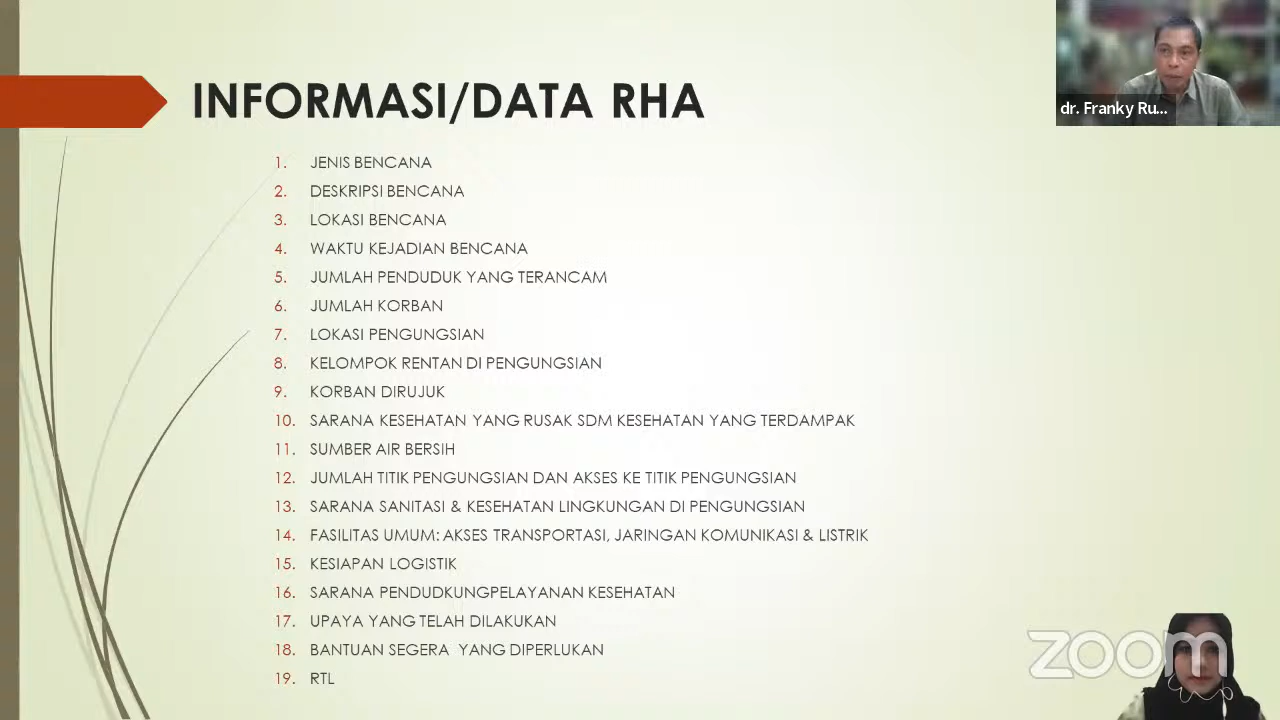 INFORMASI/DATA RHA
dr. Franky Ru...
1. JENIS BENCANA
2. DESKRIPSI BENCANA
3. LOKASI BENCANA
4. WAKTU KEJADIAN BENCANA
5. JUMLAH PENDUDUK YANG TERANCAM
6. JUMLAH KORBAN
7. LOKASI PENGUNGSIAN
8. KELOMPOK RENTAN DI PENGUNGSIAN
9. KORBAN DIRUJUK
10. SARANA KESEHATAN YANG RUSAK SDM KESEHATAN YANG TERDAMPAK
11. SUMBER AIR BERSIH
12. JUMLAH TITIK PENGUNGSIAN DAN AKSES KE TITIK PENGUNGSIAN
13. SARANA SANITASI & KESEHATAN LINGKUNGAN DI PENGUNGSIAN
14. FASILITAS UMUM: AKSES TRANSPORTASI, JARINGAN KOMUNIKASI & LISTRIK
15. KESIAPAN LOGISTIK
16. SARANA PENDUDKUNGPELAYANAN KESEHATAN
17. UPAYA YANG TELAH DILAKUKAN
18. BANTUAN SEGERA YANG DIPERLUKAN
19. RTL
zoom